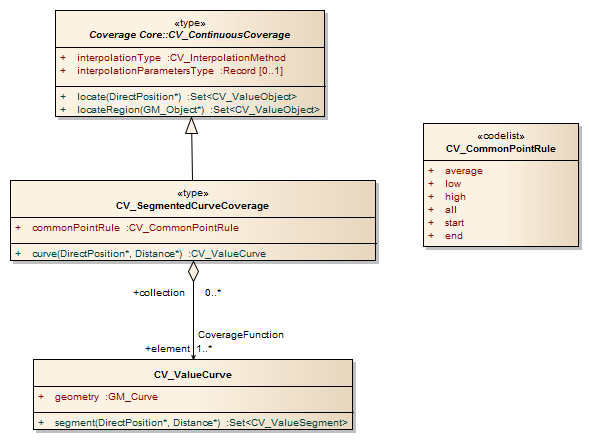 «type»
Coverage Core::CV_ContinuousCoverage
+ interpolationType :CV_InterpolationMethod
+ interpolationParametersType :Record [0..1]
+ locate(DirectPosition*) :Set<CV_ValueObject>
+ locateRegion(GM_Object*) :Set<CV_ValueObject>
«codelist»
CV_CommonPointRule
+ average
+ low
+ high
+ all
+ start
+ end
«type»
CV_SegmentedCurveCoverage
+ commonPointRule :CV_CommonPointRule
+ curve(DirectPosition*, Distance*) :CV_ValueCurve
+collection 0..*
CoverageFunction
+element 1..*
CV_ValueCurve
+ geometry :GM_Curve
+ segment(DirectPosition*, Distance*) :Set<CV_ValueSegment>